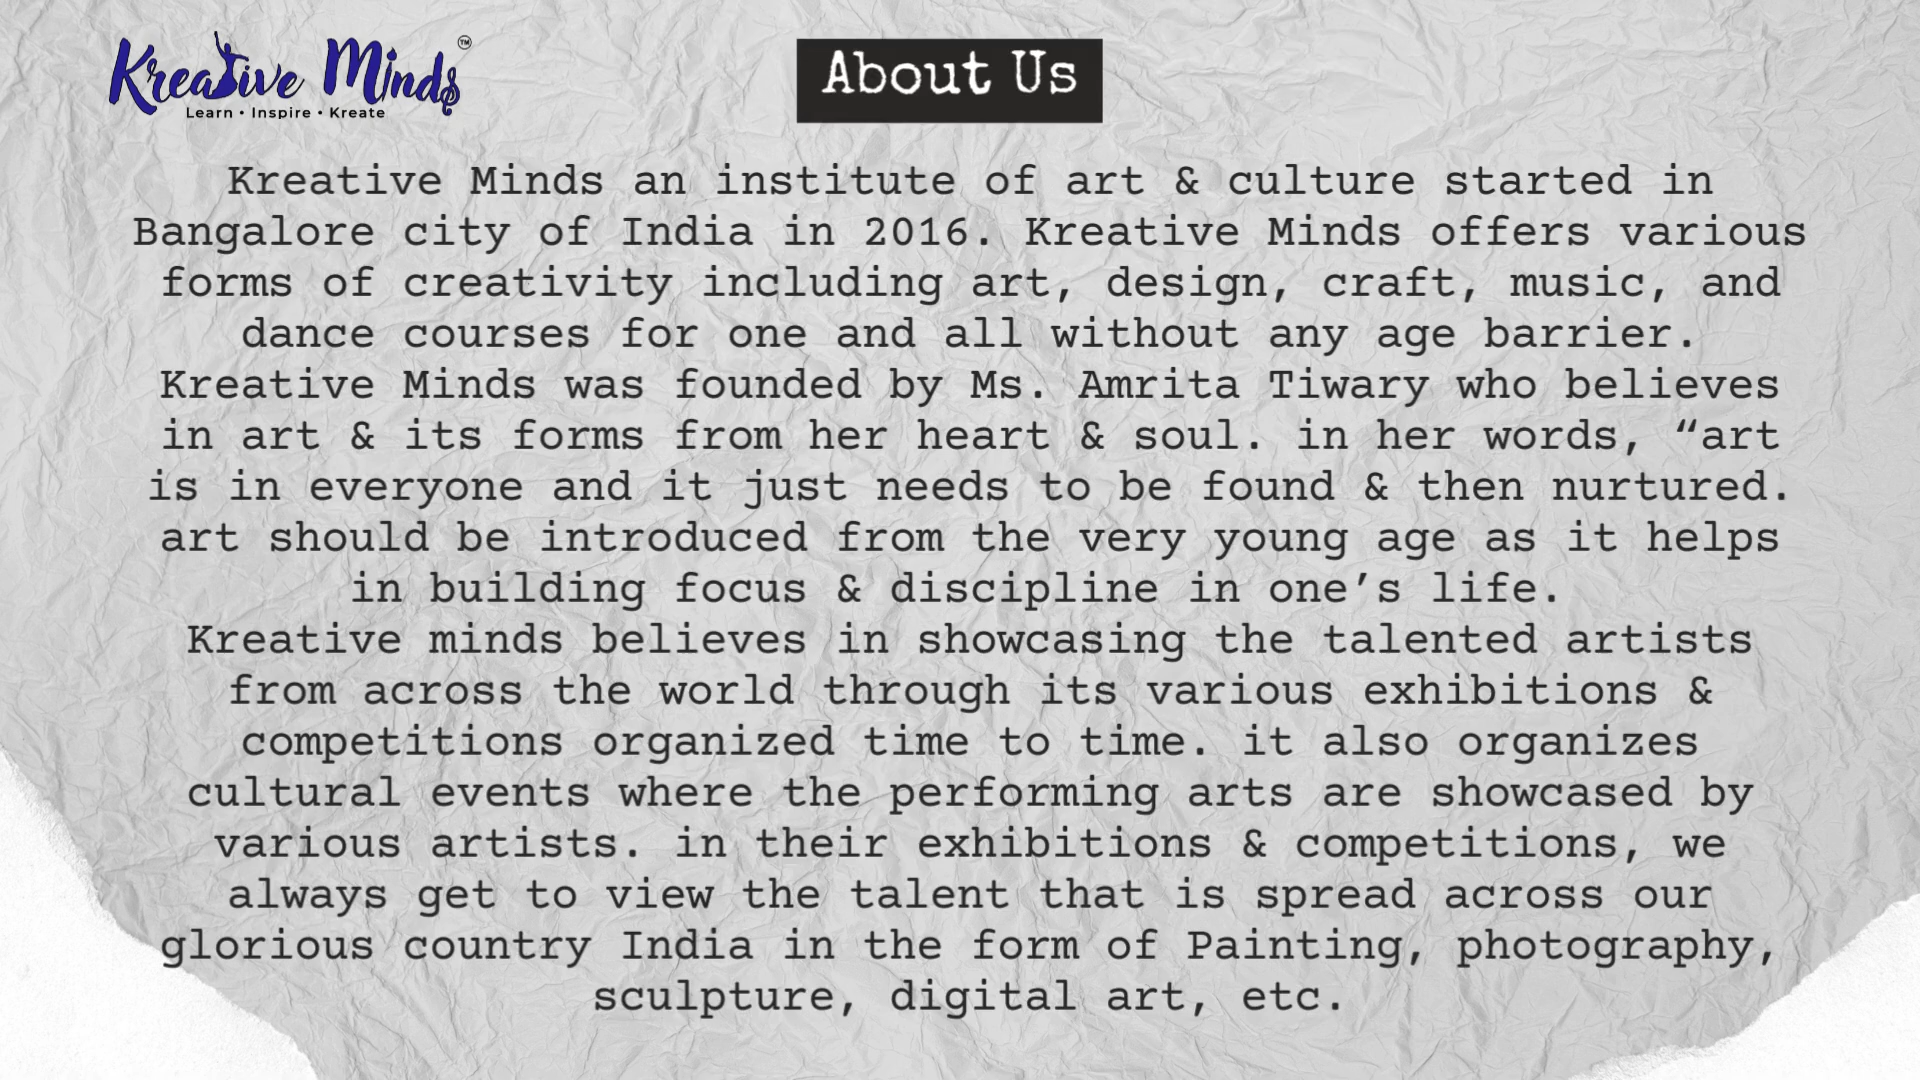 Kreative Minds ™
Learn • Inspire • Kreate
About Us
Kreative Minds an institute of art & culture started in
Bangalore city of India in 2016. Kreative Minds offers various
forms of creativity including art, design, craft, music, and
dance courses for one and all without any age barrier.
Kreative Minds was founded by Ms. Amrita Tiwary who believes
in art & its forms from her heart & soul. in her words, “art
is in everyone and it just needs to be found & then nurtured.
art should be introduced from the very young age as it helps
in building focus & discipline in one’s life.
Kreative minds believes in showcasing the talented artists
from across the world through its various exhibitions &
competitions organized time to time. it also organizes
cultural events where the performing arts are showcased by
various artists. in their exhibitions & competitions, we
always get to view the talent that is spread across our
glorious country India in the form of Painting, photography,
sculpture, digital art, etc.